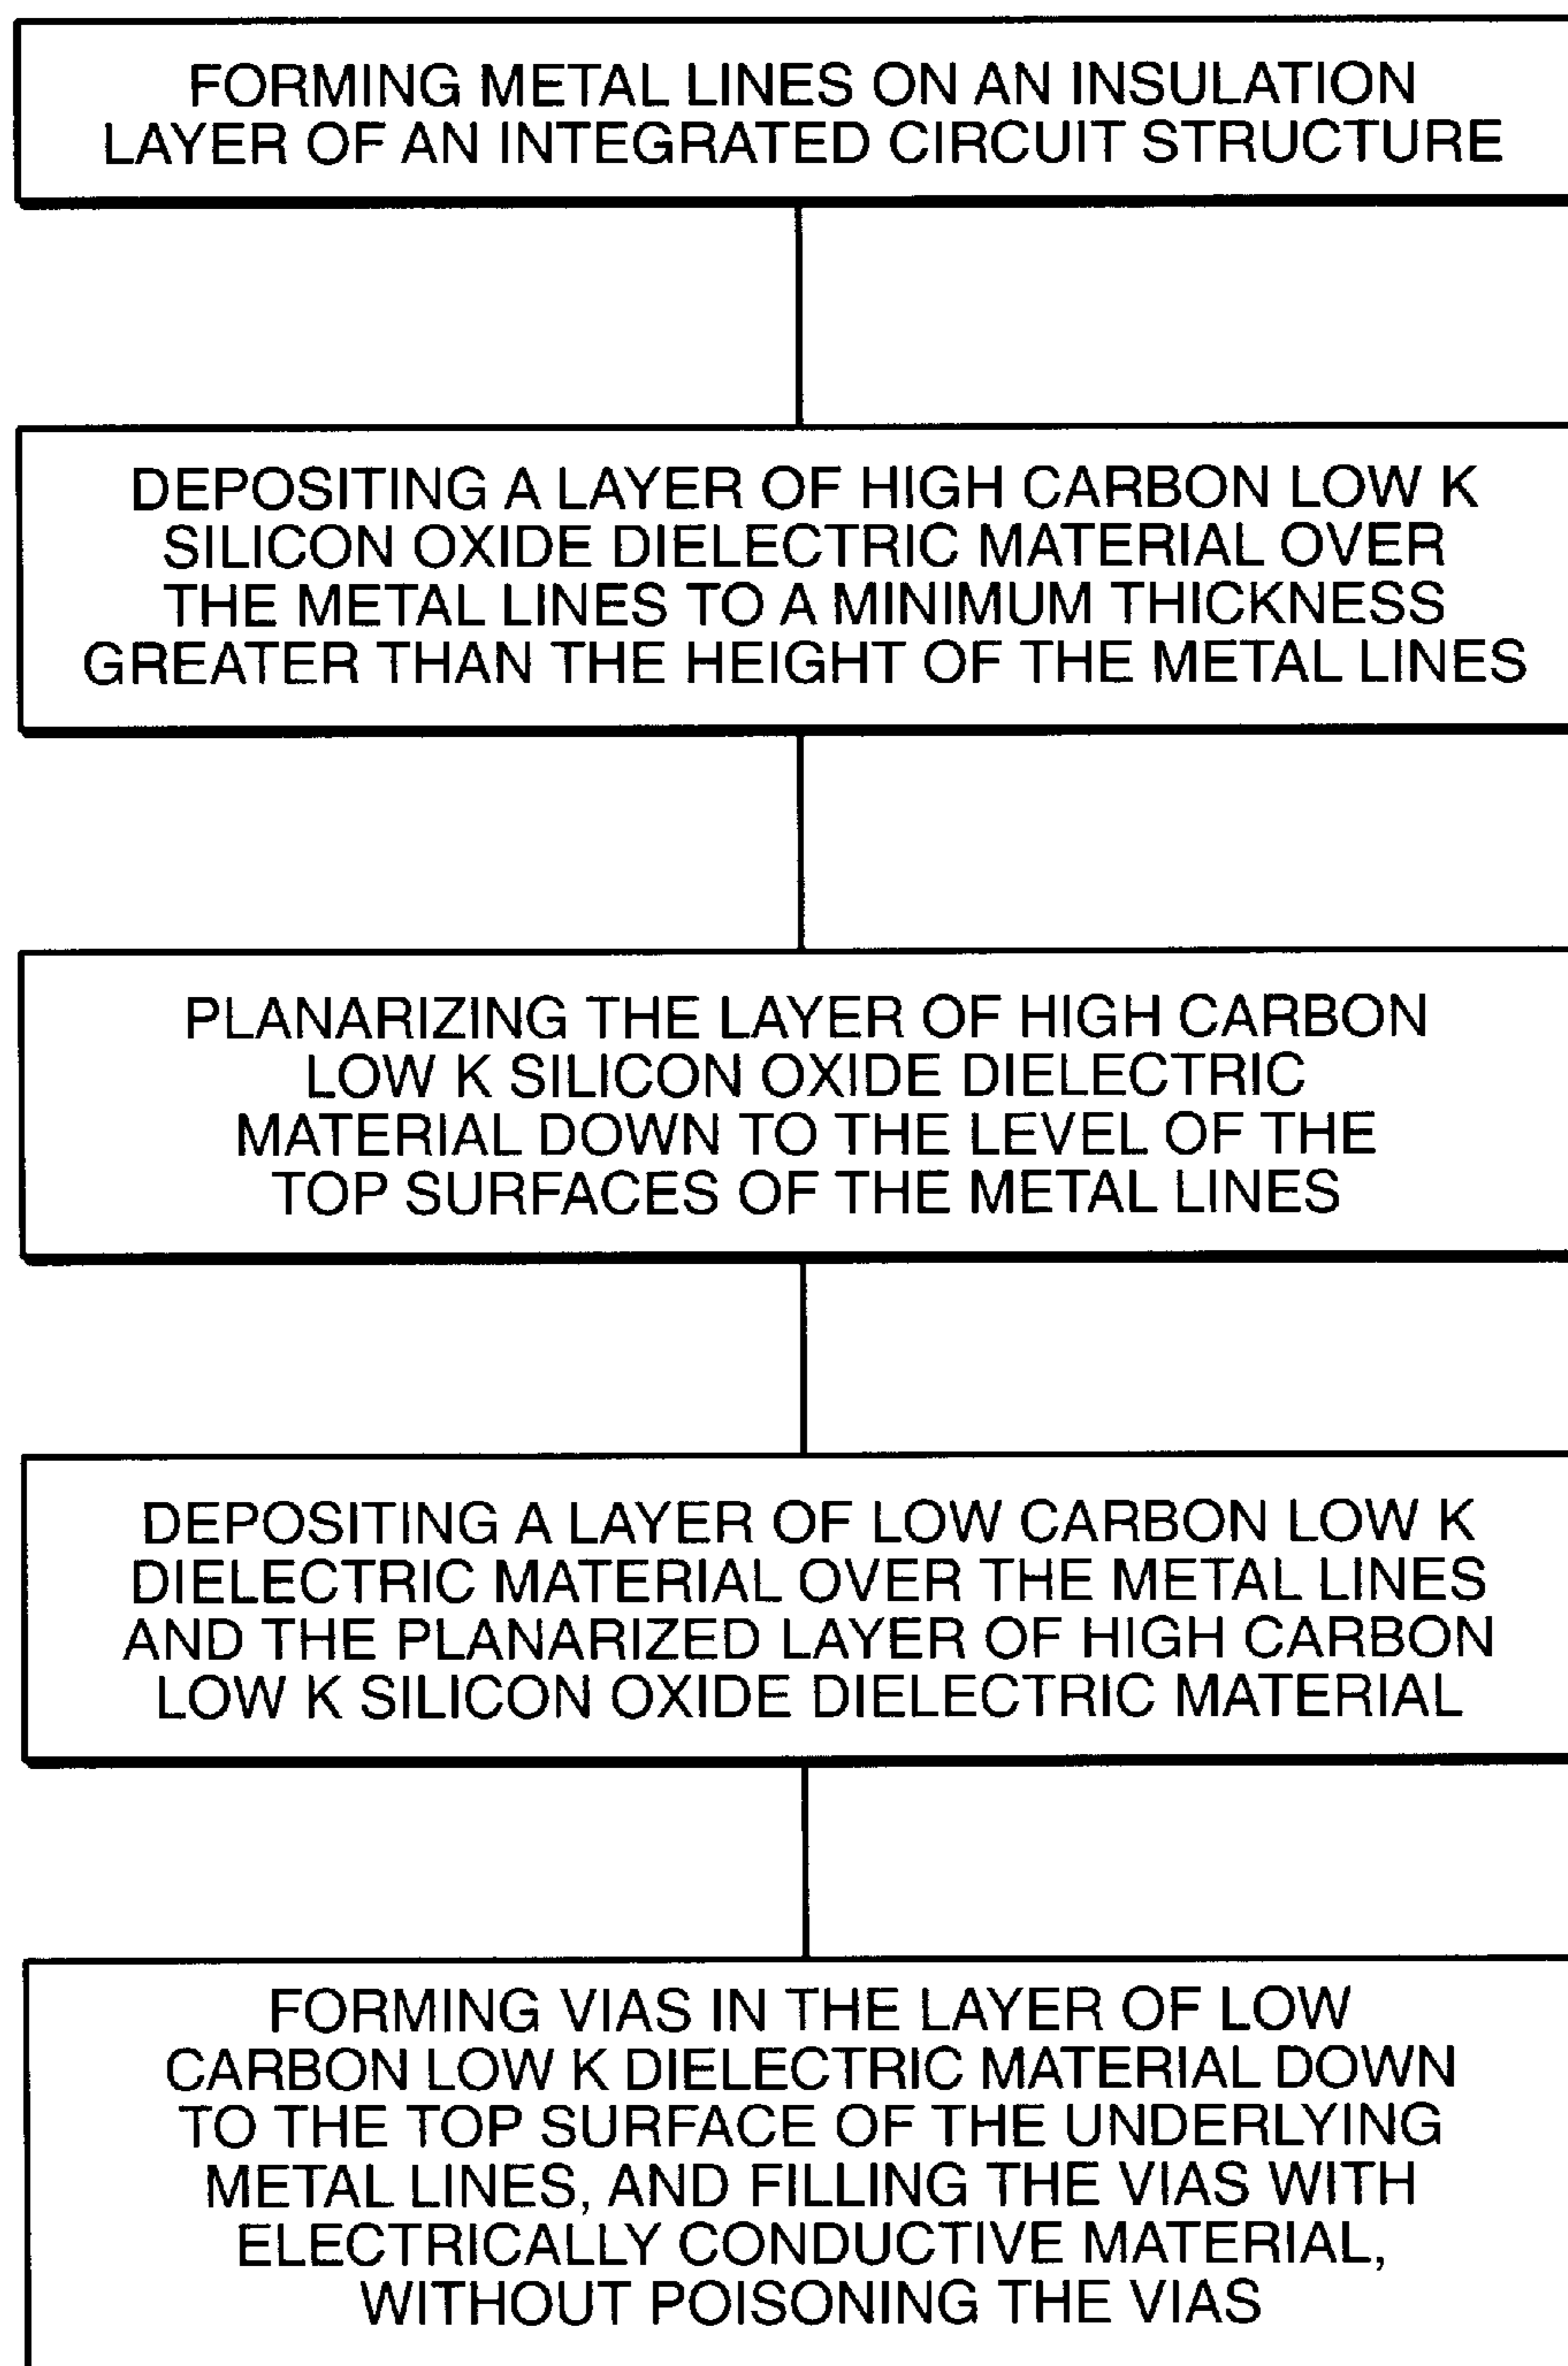 FORMING METAL LINES ON AN INSULATION
LAYER OF AN INTEGRATED CIRCUIT STRUCTURE
DEPOSITING A LAYER OF HIGH CARBON LOW K
SILICON OXIDE DIELECTRIC MATERIAL OVER
THE METAL LINES TO A MINIMUM THICKNESS
GREATER THAN THE HEIGHT OF THE METAL LINES
PLANARIZING THE LAYER OF HIGH CARBON
LOW K SILICON OXIDE DIELECTRIC
MATERIAL DOWN TO THE LEVEL OF THE
TOP SURFACES OF THE METAL LINES
DEPOSITING A LAYER OF LOW CARBON LOW K
DIELECTRIC MATERIAL OVER THE METAL LINES
AND THE PLANARIZED LAYER OF HIGH CARBON
LOW K SILICON OXIDE DIELECTRIC MATERIAL
FORMING VIAS IN THE LAYER OF LOW
CARBON LOW K DIELECTRIC MATERIAL DOWN
TO THE TOP SURFACE OF THE UNDERLYING
METAL LINES, AND FILLING THE VIAS WITH
ELECTRICALLY CONDUCTIVE MATERIAL,
WITHOUT POISONING THE VIAS